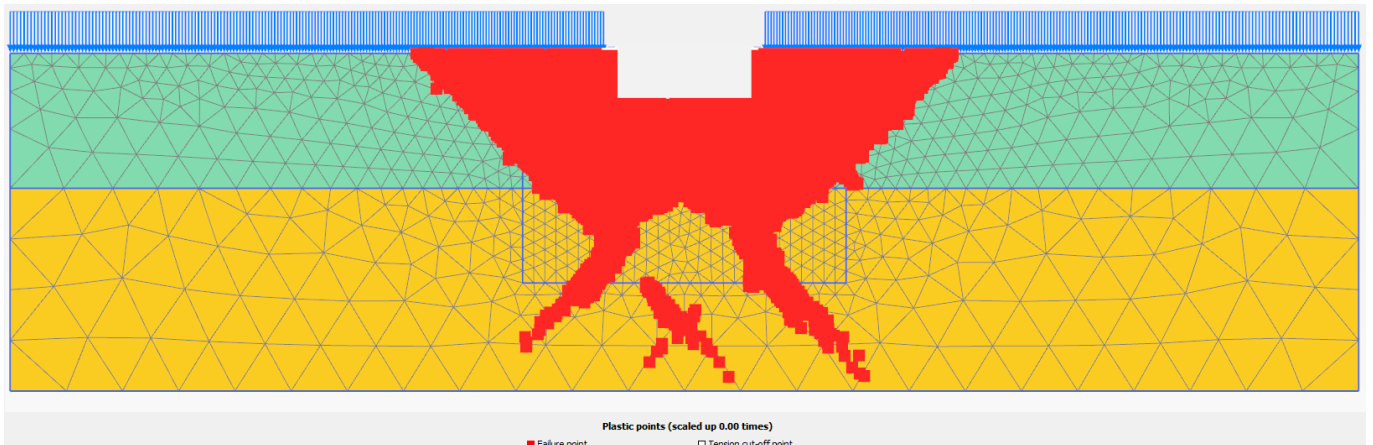 Plastic points (scaled up 0.00 times)
Failure point Tension cut-off point